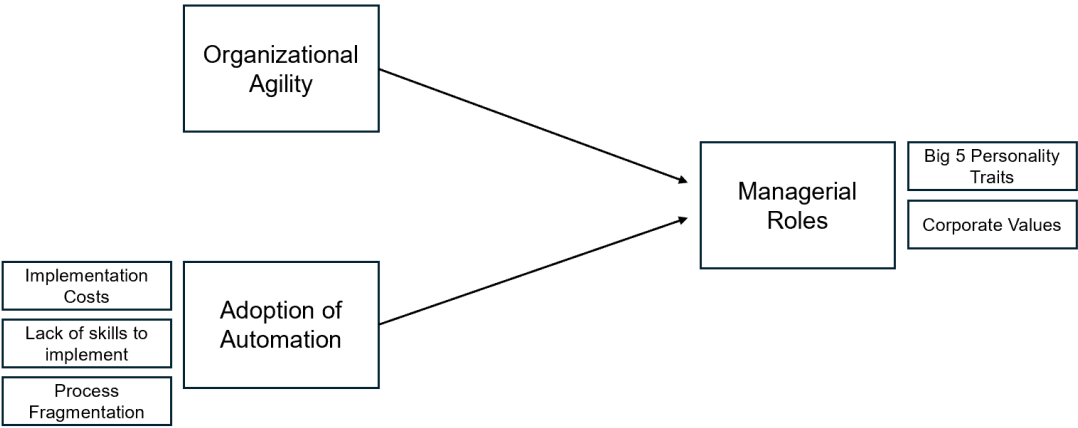 Organizational
Agility
Managerial
Roles
Big 5 Personality
Traits
Corporate Values
Implementation
Costs
Lack of skills to
implement
Process
Fragmentation
Adoption of
Automation